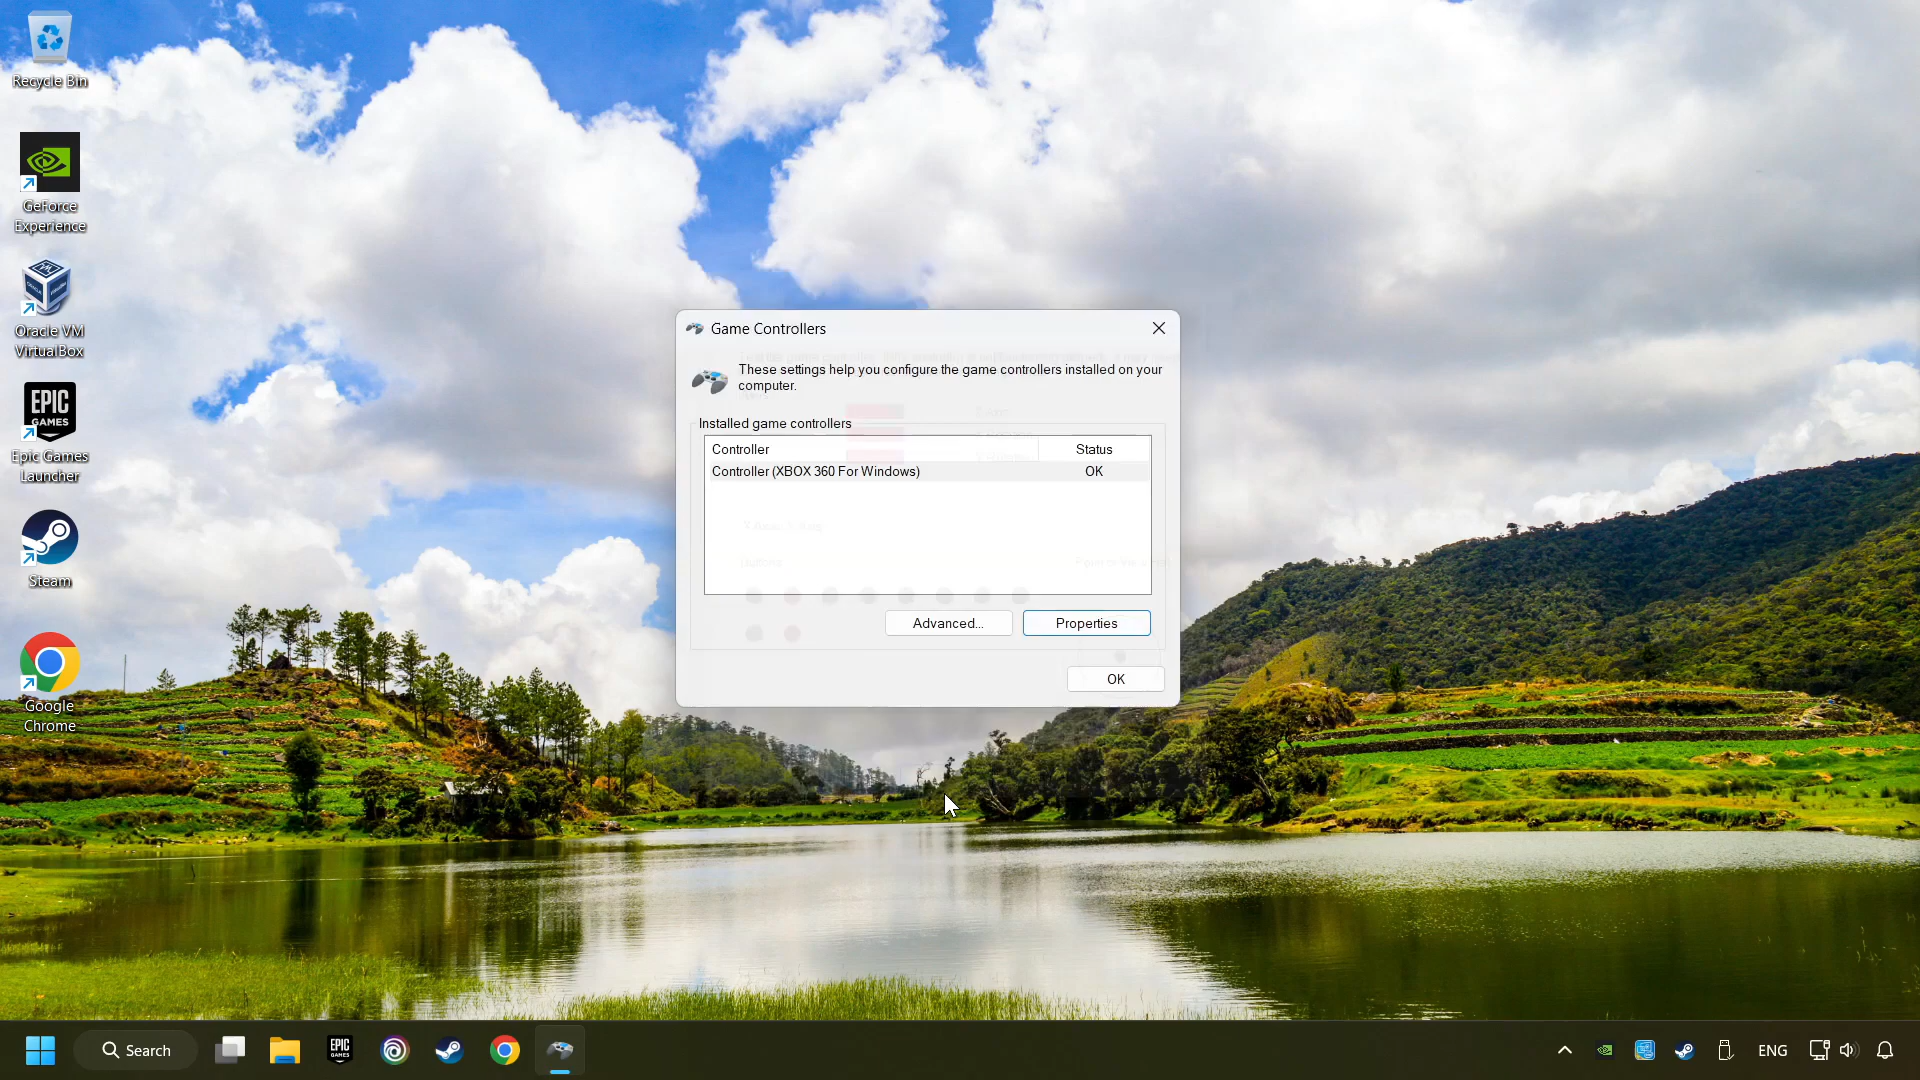 Recycle Bin
GeForce
Experience
Oracle VM
VirtualBox
EPIC
GAMES
Epic Games
Launcher
Steam
Google
Chrome
Game Controllers
These settings help you configure the game controllers installed on your
computer.
Installed game controllers
Controller Status
Controller (XBOX 360 For Windows) OK
Advanced... Properties
OK
Search
EPIC
GAMES
ENG